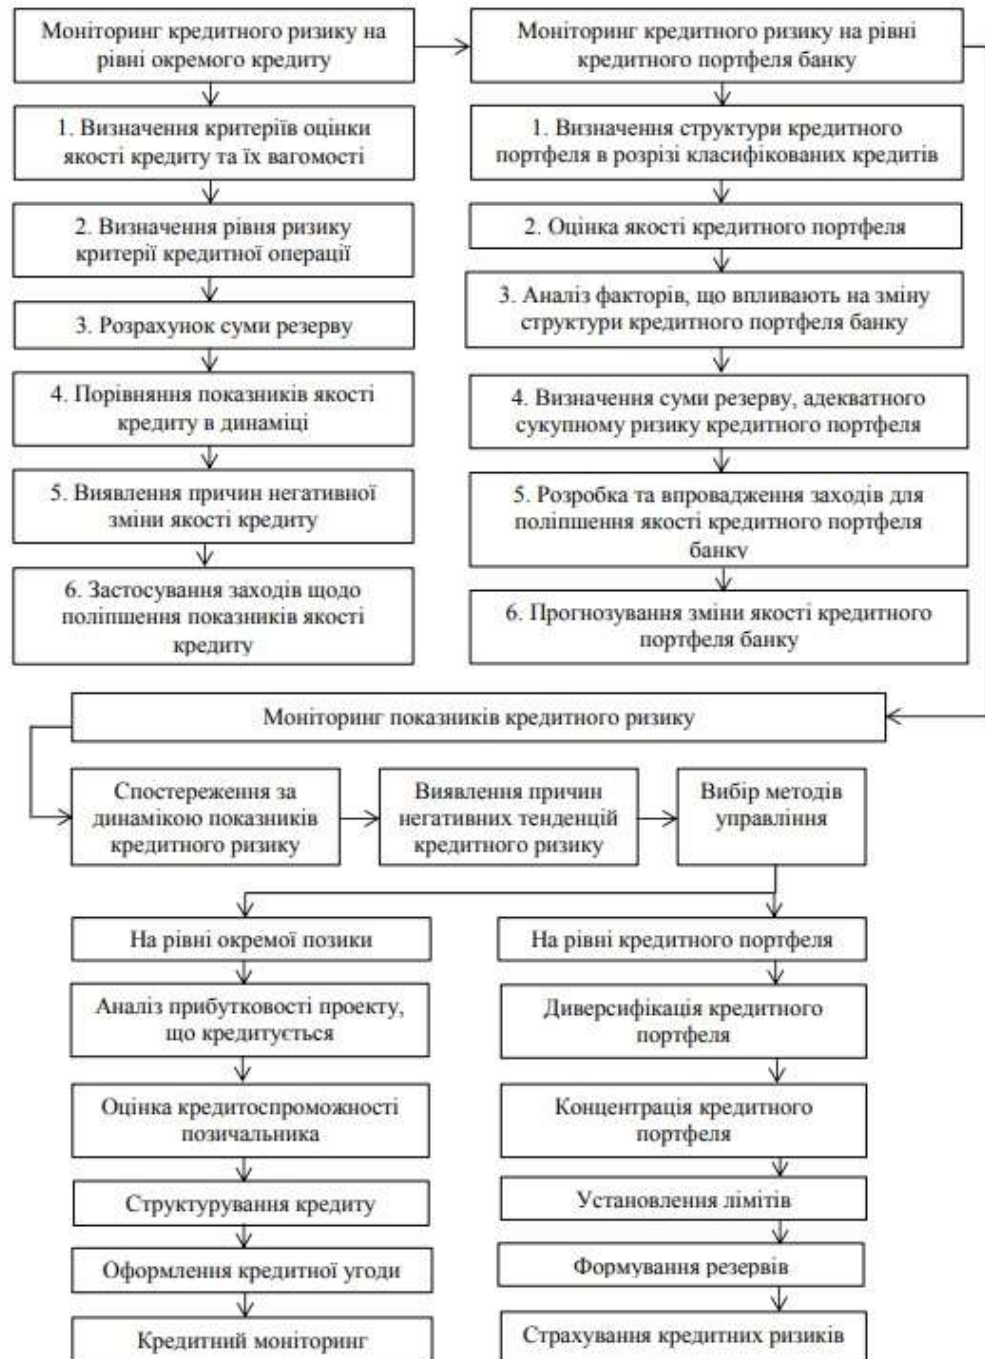 Моніторинг кредитного ризику на
рівні окремого кредиту
Моніторинг кредитного ризику на рівні
кредитного портфеля банку
1. Визначення критеріїв оцінки
якості кредиту та їх вагомості
2. Визначення рівня ризику
критерії кредитної операції
3. Розрахунок суми резерву
4. Порівняння показників якості
кредиту в динаміці
5. Виявлення причин негативної
зміни якості кредиту
6. Застосування заходів щодо
поліпшення показників якості
кредиту
1. Визначення структури кредитного
портфеля в розрізі класифікованих кредитів
2. Оцінка якості кредитного портфеля
3. Аналіз факторів, що впливають на зміну
структури кредитного портфеля банку
4. Визначення суми резерву, адекватного
сукупному ризику кредитного портфеля
5. Розробка та впровадження заходів для
поліпшення якості кредитного портфеля
банку
6. Прогнозування зміни якості кредитного
портфеля банку
Моніторинг показників кредитного ризику
Спостереження за
динамікою показників
кредитного ризику
Виявлення причин
негативних тенденцій
кредитного ризику
Вибір методів
управління
На рівні окремої позики
Аналіз прибутковості проекту,
що кредитується
Оцінка кредитоспроможності
позичальника
Структурування кредиту
Оформлення кредитної угоди
Кредитний моніторинг
На рівні кредитного портфеля
Диверсифікація кредитного
портфеля
Концентрація кредитного
портфеля
Установлення лімітів
Формування резервів
Страхування кредитних ризиків